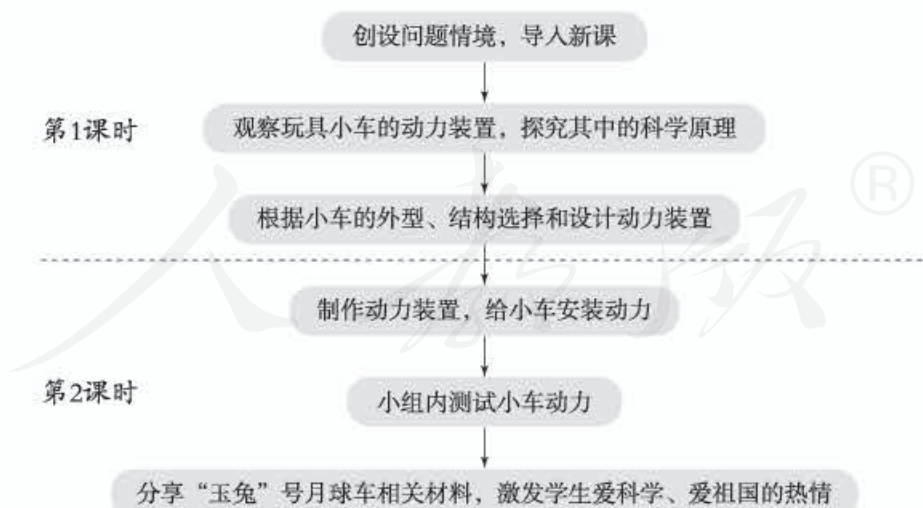 创设问题情境，导入新课
第1课时
观察玩具小车的动力装置，探究其中的科学原理
根据小车的外型、结构选择和设计动力装置
制作动力装置，给小车安装动力
第2课时
小组内测试小车动力
分享“玉兔”号月球车相关材料，激发学生爱科学、爱祖国的热情
人教版®